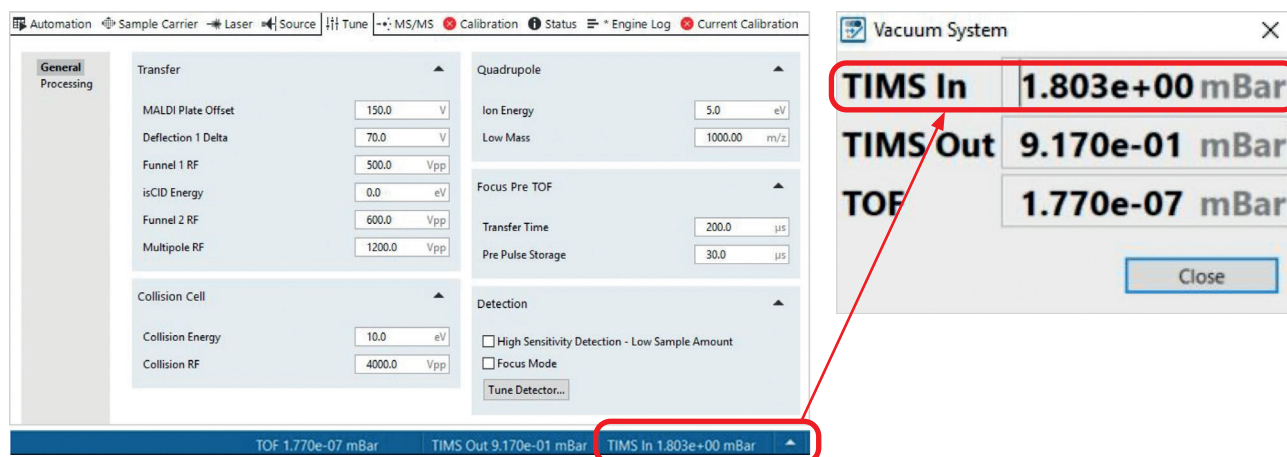 Automation Sample Carrier Laser Source Tune MS/MS Calibration Status * Engine Log Current Calibration
General
Processing
Transfer
MALDI Plate Offset 150.0 V
Deflection 1 Delta 70.0 V
Funnel 1 RF 500.0 Vpp
isCID Energy 0.0 eV
Funnel 2 RF 600.0 Vpp
Multipole RF 1200.0 Vpp
Collision Cell
Collision Energy 10.0 eV
Collision RF 4000.0 Vpp
Quadrupole
Ion Energy 5.0 eV
Low Mass 1000.00 m/z
Focus Pre TOF
Transfer Time 200.0 µs
Pre Pulse Storage 30.0 µs
Detection
High Sensitivity Detection - Low Sample Amount
Focus Mode
Tune Detector...
TOF 1.770e-07 mBar TIMS Out 9.170e-01 mBar TIMS In 1.803e+00 mBar
Vacuum System
TIMS In 1.803e+00 mBar
TIMS Out 9.170e-01 mBar
TOF 1.770e-07 mBar
Close